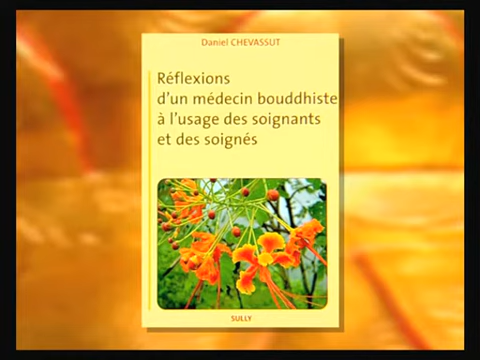 Daniel CHEVASSUT
Réflexions
d'un médecin bouddhiste
à l'usage des soignants
et des soignés
SULLY